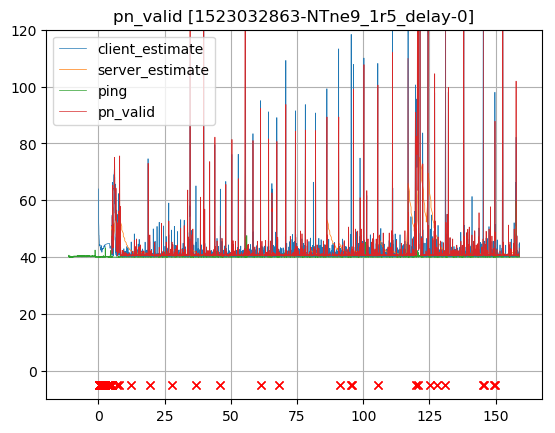 pn_valid [1523032863-NTne9_1r5_delay-0]
client_estimate
server_estimate
ping
pn_valid
120
100
80
60
40
20
0
0
25
50
75
100
125
150